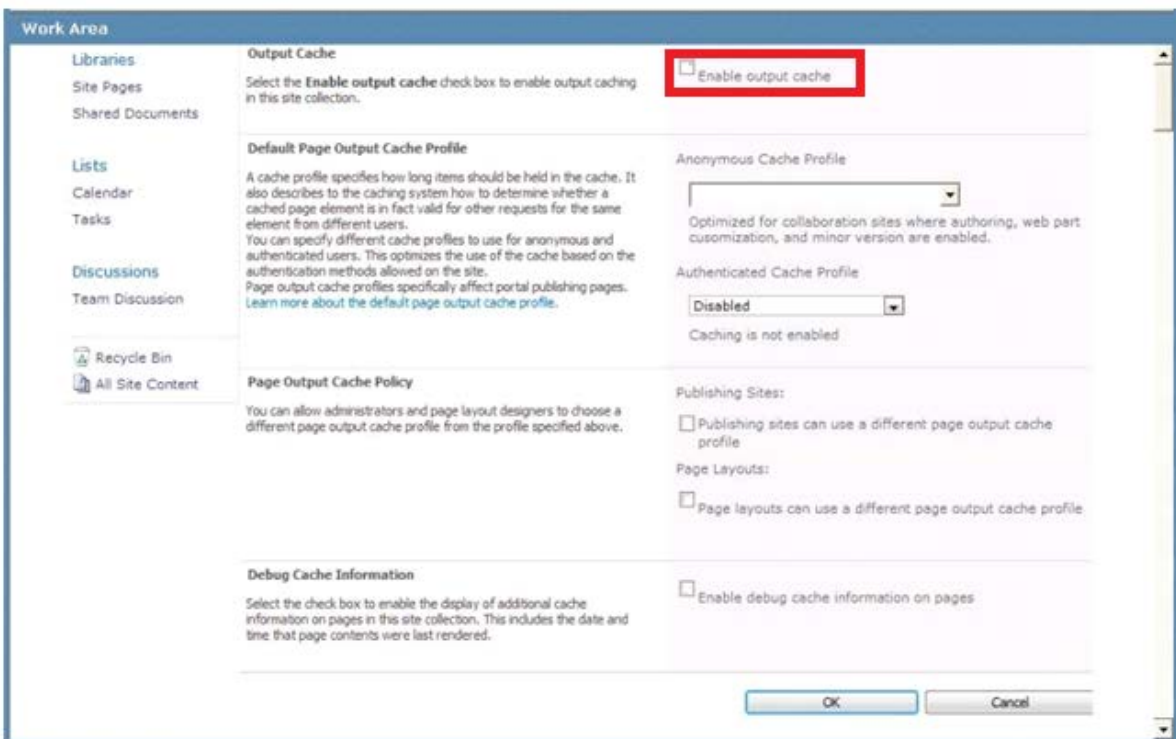 Work Area
Libraries
Site Pages
Shared Documents
Lists
Calendar
Tasks
Discussions
Team Discussion
Recycle Bin
All Site Content
Output Cache
Select the Enable output cache check box to enable output caching
in this site collection.
Enable output cache
Default Page Output Cache Profile
A cache profile specifies how long items should be held in the cache. It
also describes to the caching system how to determine whether a
cached page element is in fact valid for other requests for the same
element from different users.
You can specify different cache profiles to use for anonymous and
authenticated users. This optimizes the use of the cache based on the
authentication methods allowed on the site.
Page output cache profiles specifically affect portal publishing pages.
Learn more about the default page output cache profile.
Anonymous Cache Profile
Optimized for collaboration sites where authoring, web part
cusomization, and minor version are enabled.
Authenticated Cache Profile
Disabled
Caching is not enabled
Page Output Cache Policy
You can allow administrators and page layout designers to choose a
different page output cache profile from the profile specified above.
Publishing Sites:
Publishing sites can use a different page output cache
profile
Page Layouts:
Page layouts can use a different page output cache profile
Debug Cache Information
Select the check box to enable the display of additional cache
information on pages in this site collection. This includes the date and
time that page contents were last rendered.
Enable debug cache information on pages
OK
Cancel